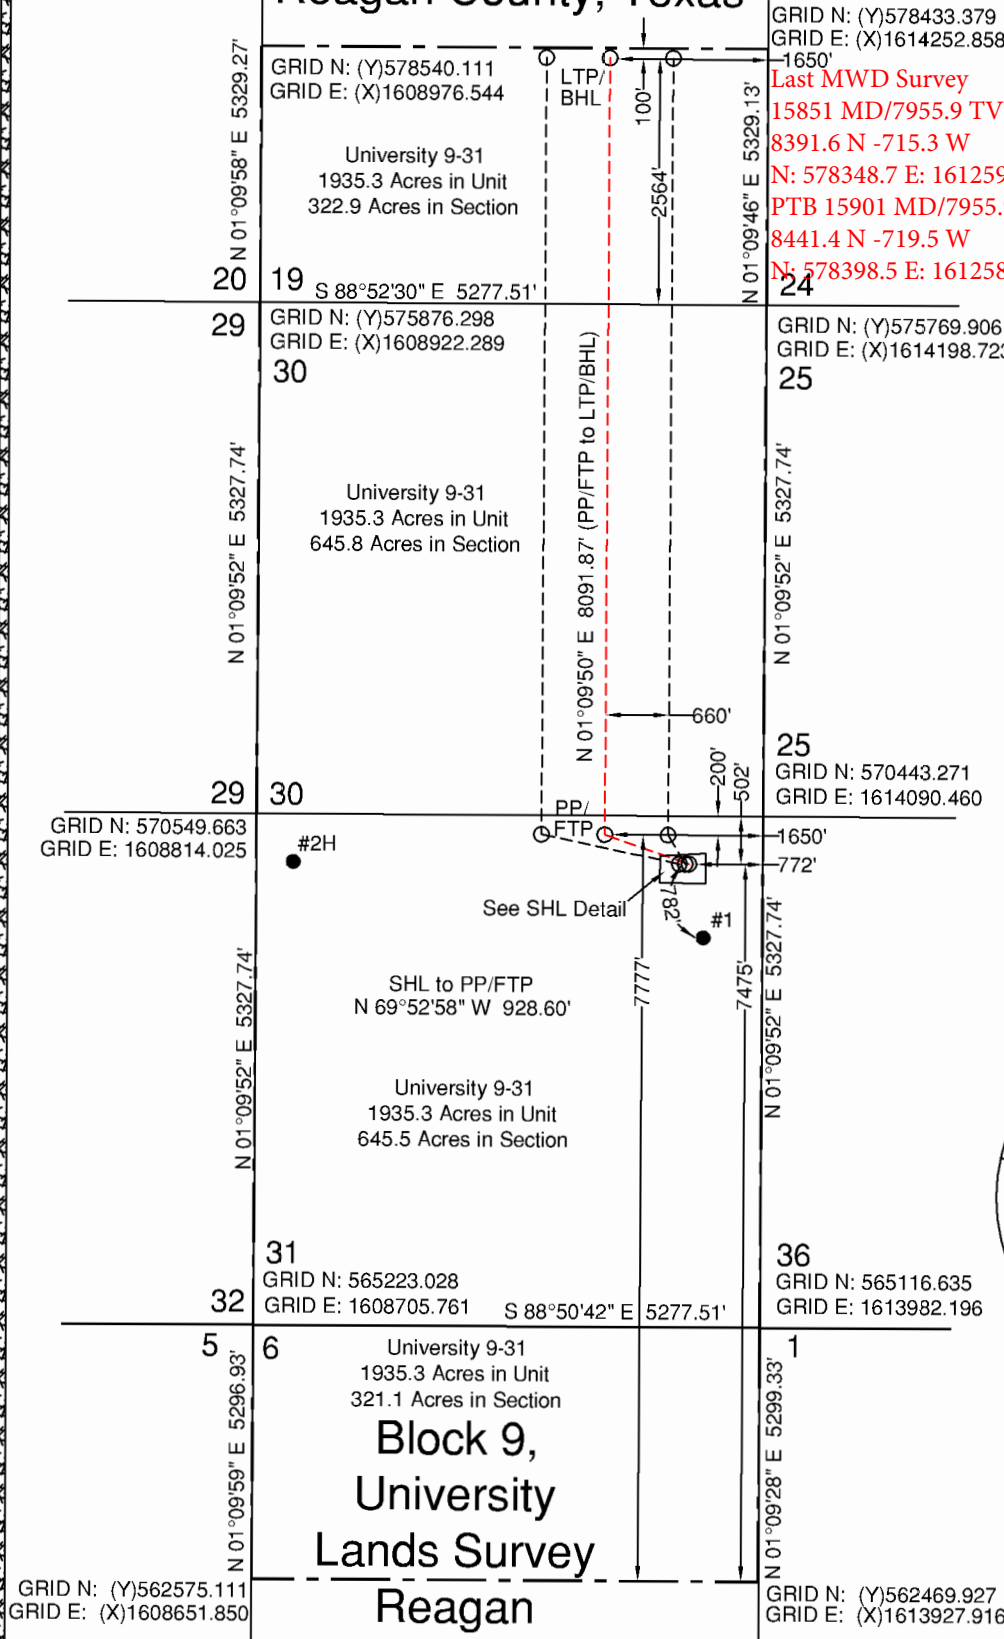 Reagan County, Texas
GRID N: (Y)578433.379
GRID E: (X)1614252.858
1650'
LTP/
BHL
100'
2564'
GRID N: (Y)578540.111
GRID E: (X)1608976.544
N 01°09'58" E 5329.27'
N 01°09'46" E 5329.13'
Last MWD Survey
15851 MD/7955.9 TV
8391.6 N -715.3 W
N: 578348.7 E: 161259
PTB 15901 MD/7955.
8441.4 N -719.5 W
N: 578398.5 E: 161258
University 9-31
1935.3 Acres in Unit
322.9 Acres in Section
20
19
S 88°52'30" E 5277.51'
24
29
GRID N: (Y)575876.298
GRID E: (X)1608922.289
30
GRID N: (Y)575769.906
GRID E: (X)1614198.723
25
N 01°09'52" E 5327.74'
University 9-31
1935.3 Acres in Unit
645.8 Acres in Section
N 01°09'50" E 8091.87' (PP/FTP to LTP/BHL)
N 01°09'52" E 5327.74'
660'
200'
502'
25
GRID N: 570443.271
GRID E: 1614090.460
29
30
PP/
FTP
1650'
772'
GRID N: 570549.663
GRID E: 1608814.025
#2H
See SHL Detail
782'
#1
7777'
7475'
SHL to PP/FTP
N 69°52'58" W 928.60'
N 01°09'52" E 5327.74'
N 01°09'52" E 5327.74'
University 9-31
1935.3 Acres in Unit
645.5 Acres in Section
31
GRID N: 565223.028
GRID E: 1608705.761
32
S 88°50'42" E 5277.51'
36
GRID N: 565116.635
GRID E: 1613982.196
5
6
1
University 9-31
1935.3 Acres in Unit
321.1 Acres in Section
N 01°09'59" E 5296.93'
N 01°09'28" E 5299.33'
Block 9,
University
Lands Survey
Reagan
GRID N: (Y)562575.111
GRID E: (X)1608651.850
GRID N: (Y)562469.927
GRID E: (X)1613927.916